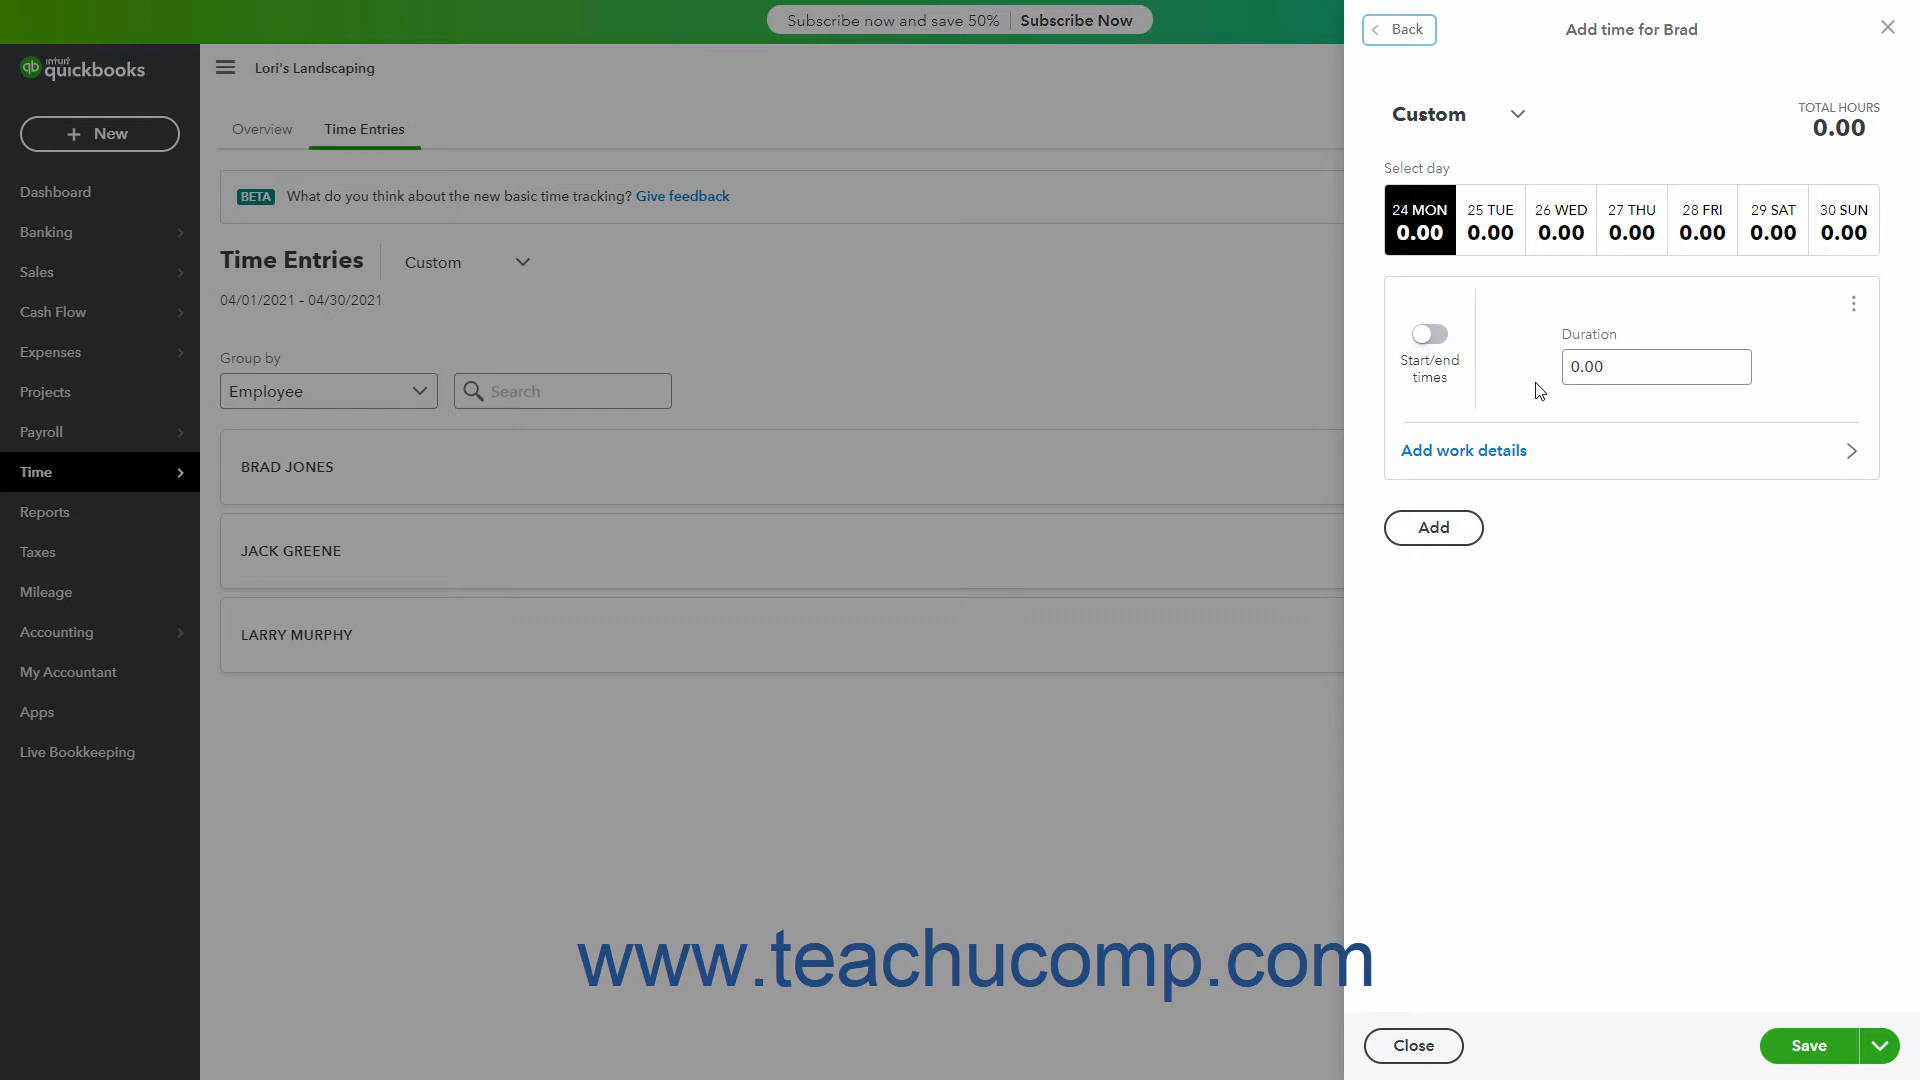 Subscribe now and save 50% Subscribe Now
intuit
quickbooks
New
Dashboard
Banking
Sales
Cash Flow
Expenses
Projects
Payroll
Time
Reports
Taxes
Mileage
Accounting
My Accountant
Apps
Live Bookkeeping
Lori's Landscaping
Overview Time Entries
BETA What do you think about the new basic time tracking? Give feedback
Time Entries Custom
04/01/2021 - 04/30/2021
Group by
Employee Search
BRAD JONES
JACK GREENE
LARRY MURPHY
Back Add time for Brad
Custom
TOTAL HOURS
0.00
Select day
24 MON 25 TUE 26 WED 27 THU 28 FRI 29 SAT 30 SUN
0.00 0.00 0.00 0.00 0.00 0.00 0.00
Start/end
times
Duration
0.00
Add work details
Add
www.teachucomp.com
Close Save